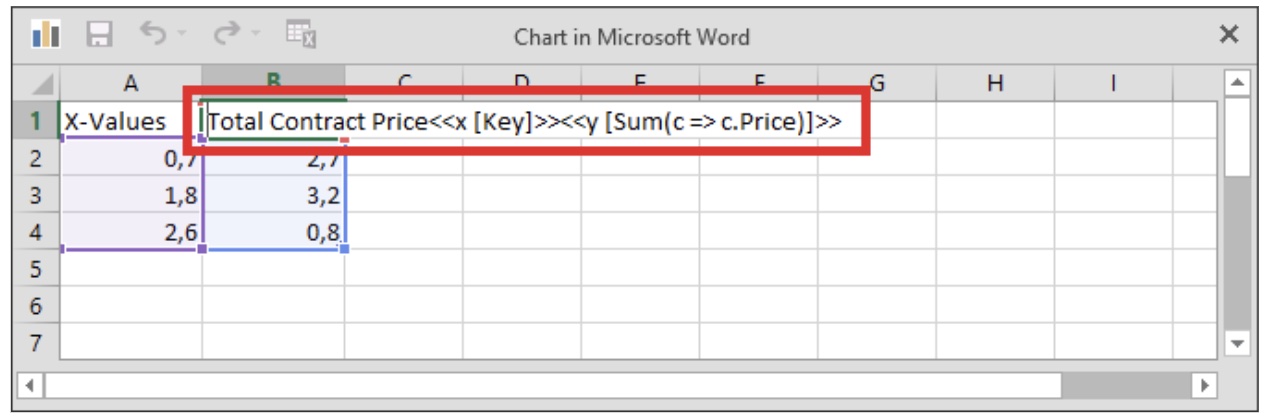 Chart in Microsoft Word
A B C D E F G H I
1 X-Values Total Contract Price<<x [Key]>><<y [Sum(c => c.Price)]>>
2 0,7 2,7
3 1,8 3,2
4 2,6 0,8
5
6
7